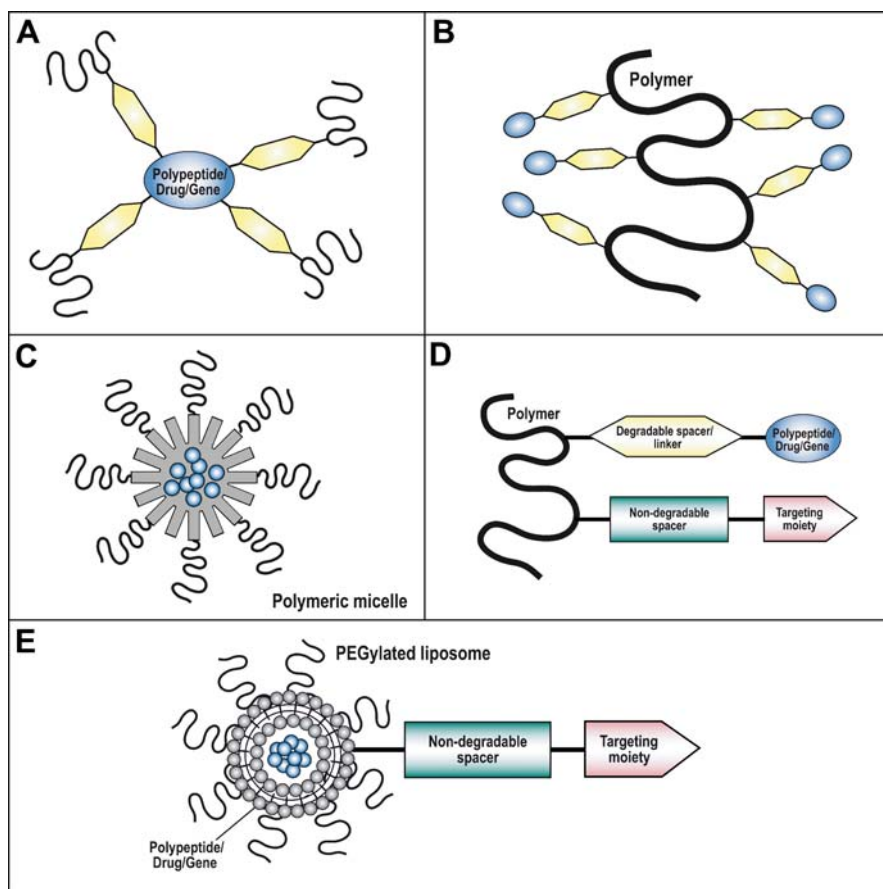 A
Polypeptide/
Drug/Gene
B
Polymer
C
Polymeric micelle
D
Polymer
Degradable spacer/
linker
Polypeptide/
Drug/Gene
Non-degradable
spacer
Targeting
moiety
E
PEGylated liposome
Non-degradable
spacer
Targeting
moiety
Polypeptide/
Drug/Gene